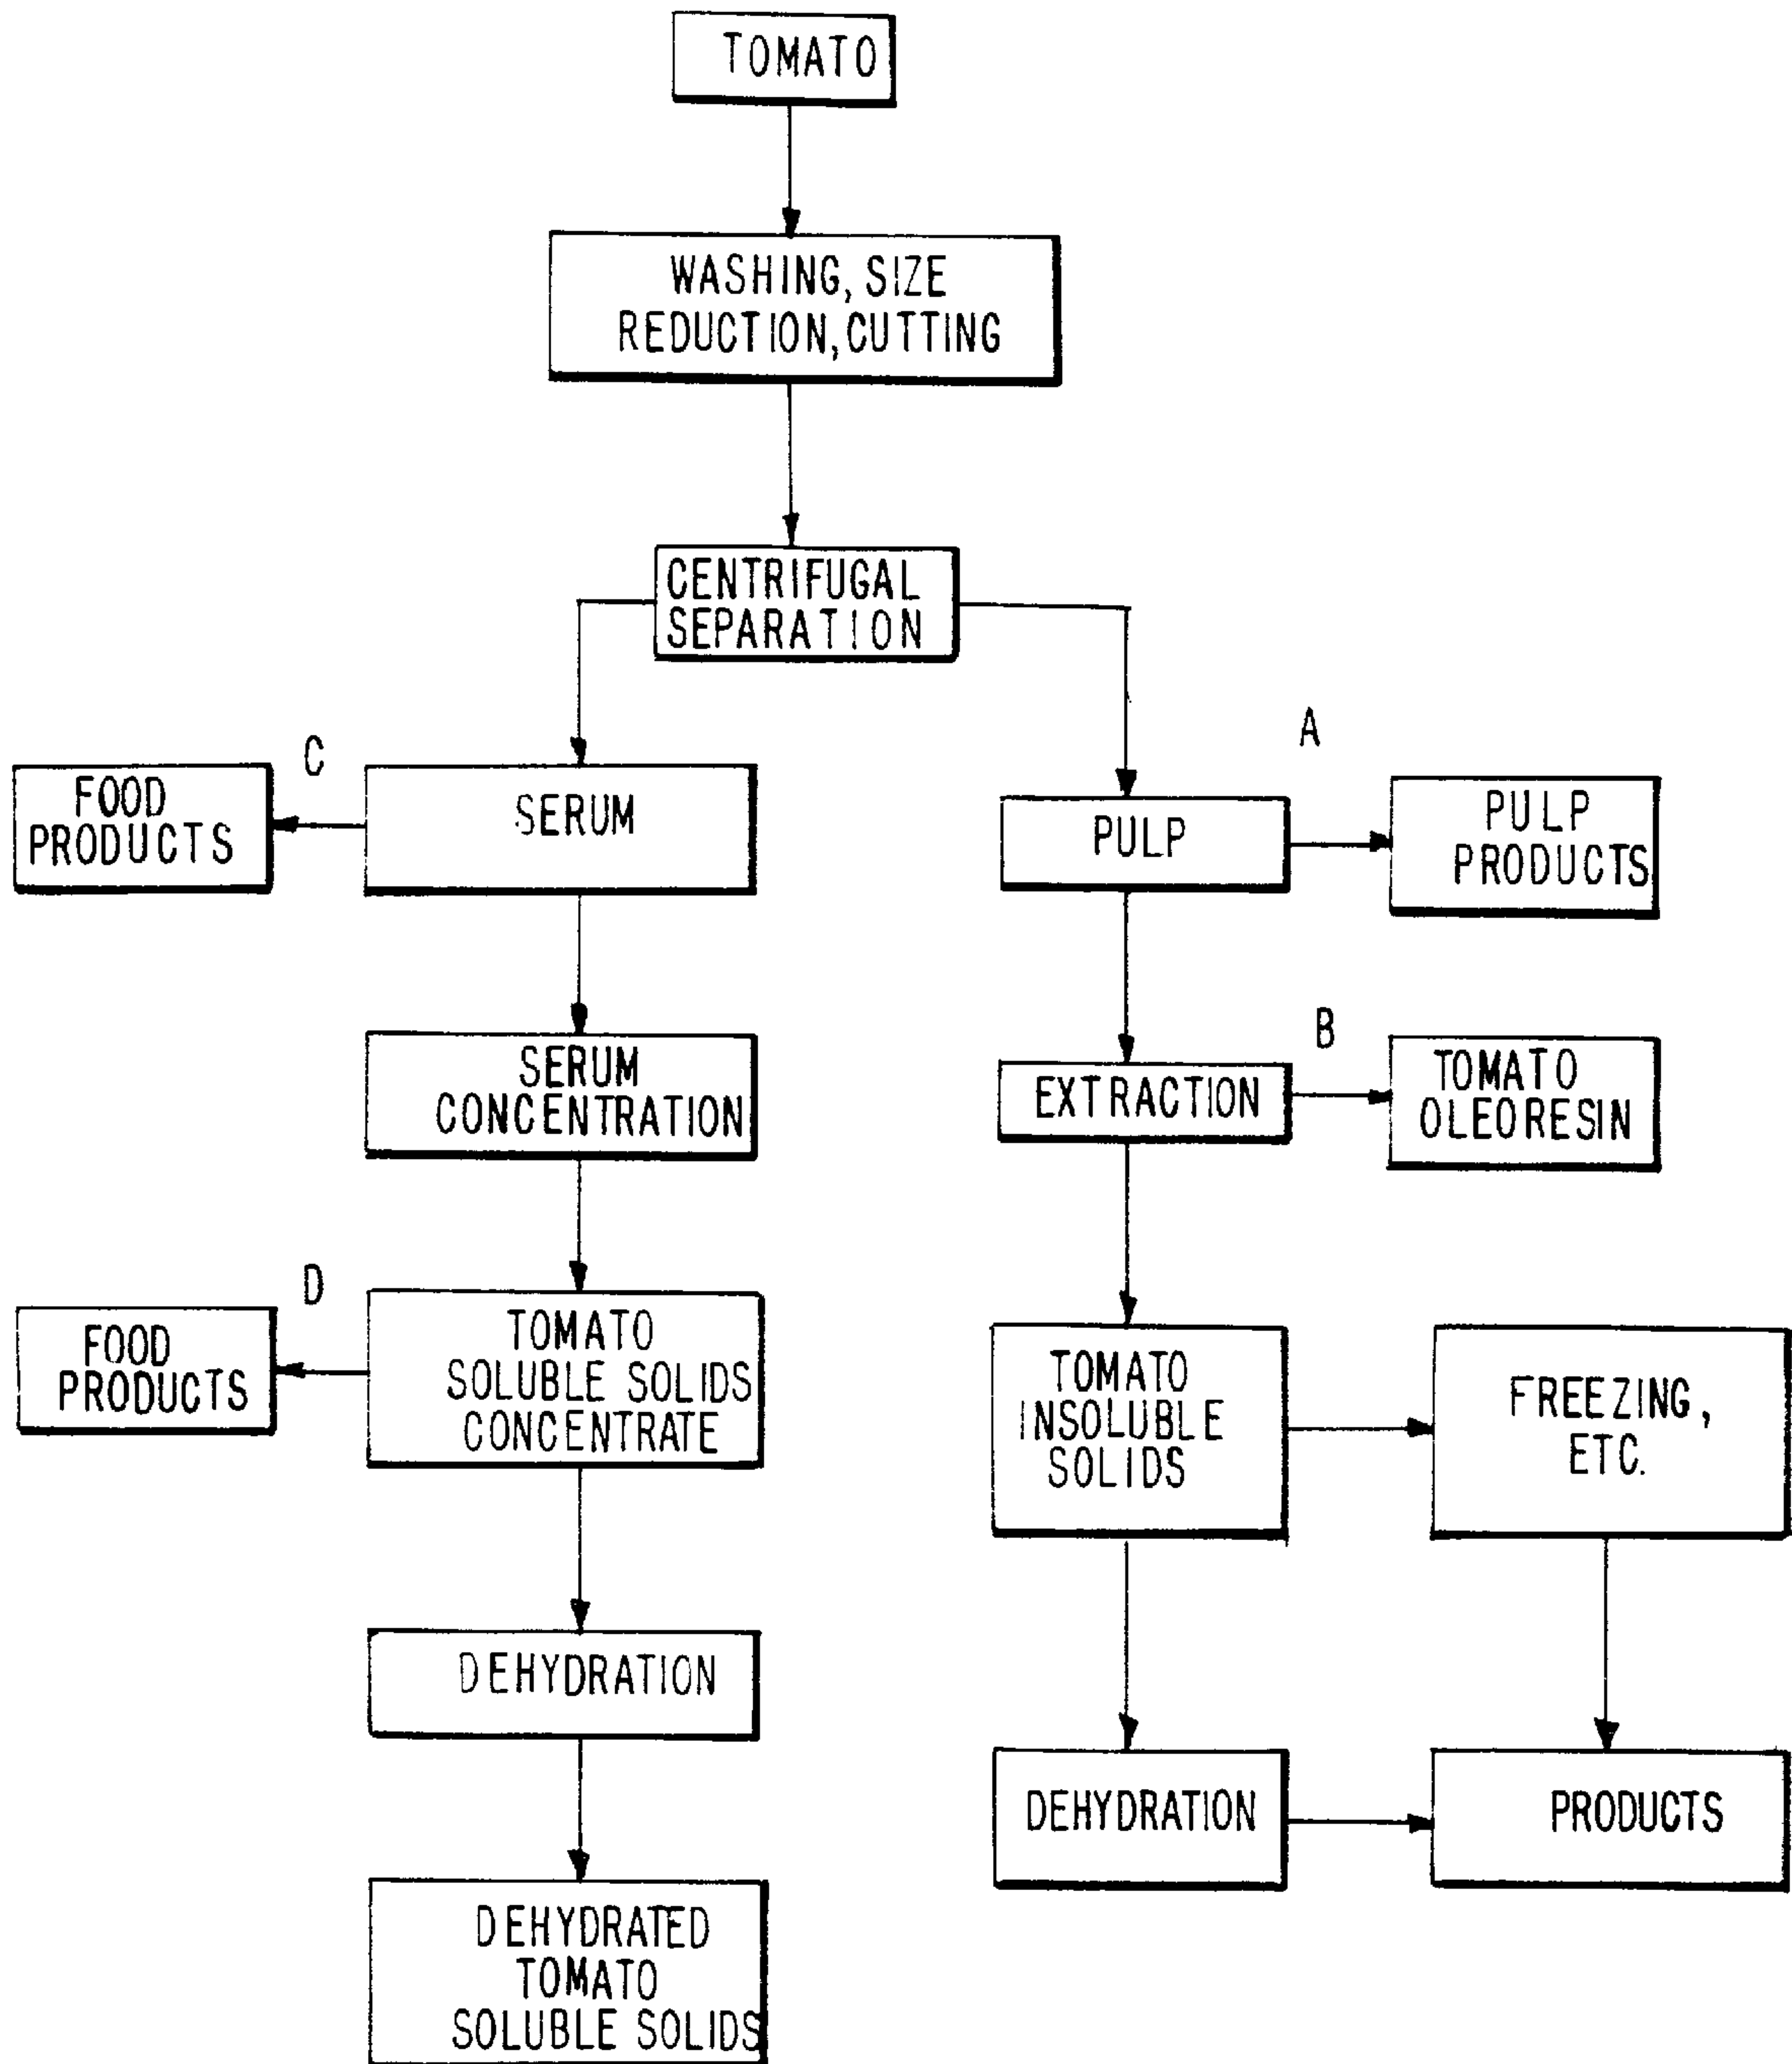 TOMATO
WASHING, SIZE
REDUCTION, CUTTING
CENTRIFUGAL
SEPARATION
C
FOOD
PRODUCTS
SERUM
A
PULP
PULP
PRODUCTS
SERUM
CONCENTRATION
B
EXTRACTION
TOMATO
OLEORESIN
D
FOOD
PRODUCTS
TOMATO
SOLUBLE SOLIDS
CONCENTRATE
TOMATO
INSOLUBLE
SOLIDS
FREEZING,
ETC.
DEHYDRATION
DEHYDRATION
PRODUCTS
DEHYDRATED
TOMATO
SOLUBLE SOLIDS